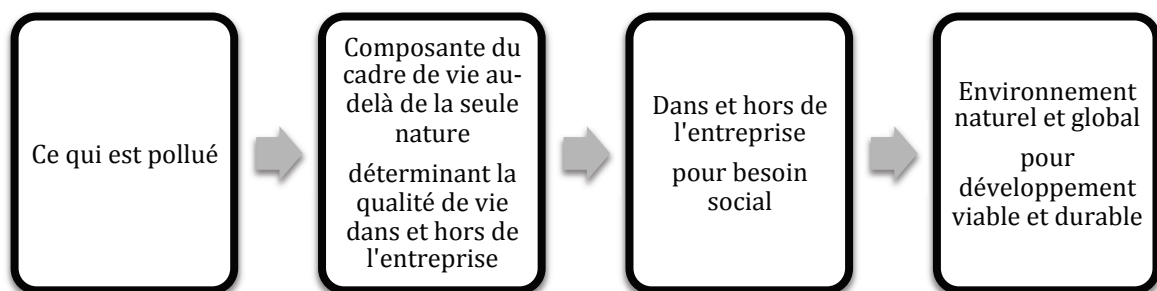 Ce qui est pollué
Composante du
cadre de vie au-
delà de la seule
nature
déterminant la
qualité de vie
dans et hors de
l'entreprise
Dans et hors de
l'entreprise
pour besoin
social
Environnement
naturel et global
pour
développement
viable et durable